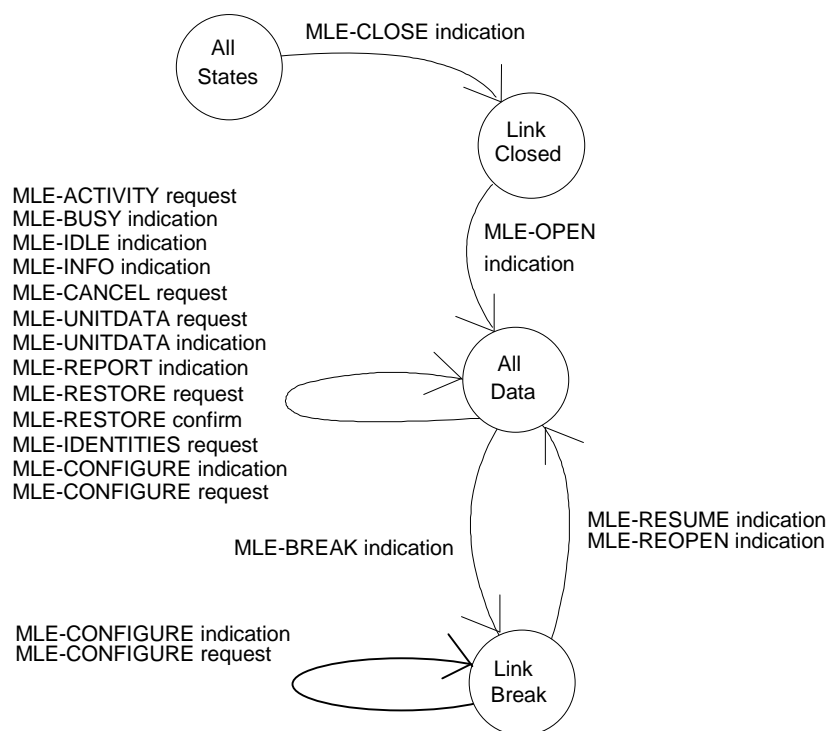 MLE-CLOSE indication
All
States
Link
Closed
MLE-ACTIVITY request
MLE-BUSY indication
MLE-IDLE indication
MLE-INFO indication
MLE-CANCEL request
MLE-UNITDATA request
MLE-UNITDATA indication
MLE-REPORT indication
MLE-RESTORE request
MLE-RESTORE confirm
MLE-IDENTITIES request
MLE-CONFIGURE indication
MLE-CONFIGURE request
MLE-OPEN
indication
All
Data
MLE-BREAK indication
MLE-RESUME indication
MLE-REOPEN indication
MLE-CONFIGURE indication
MLE-CONFIGURE request
Link
Break